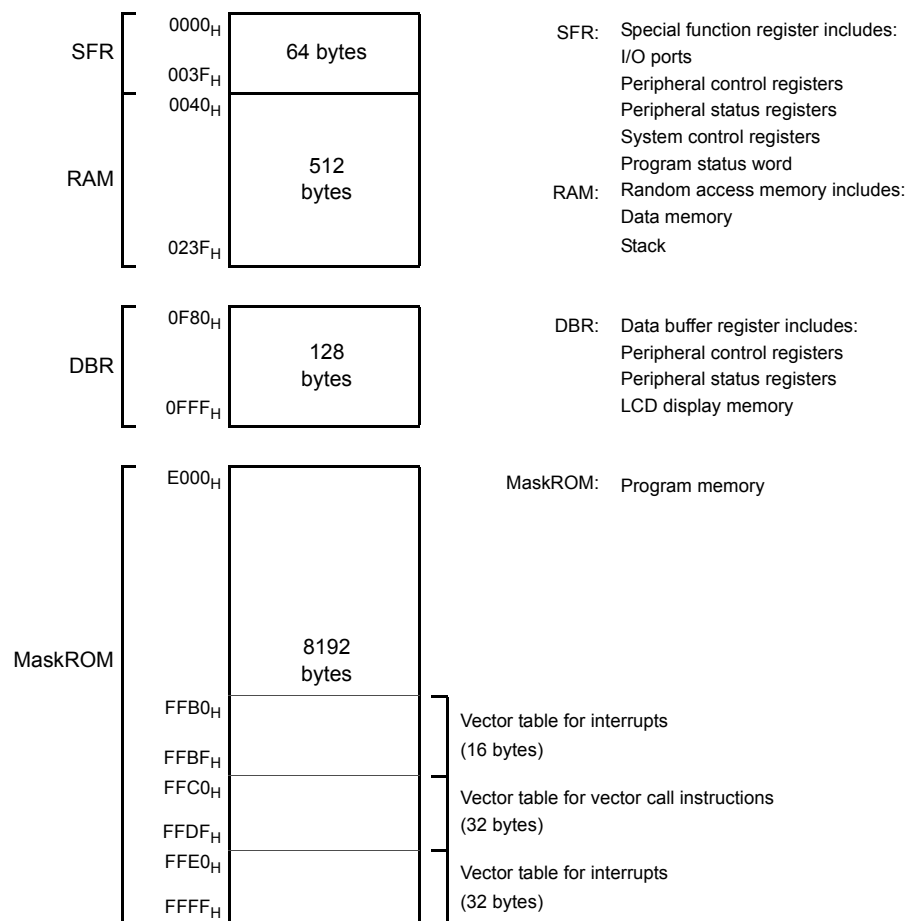 0000H
SFR
64 bytes
003FH
0040H
RAM
512
bytes
023FH
SFR: Special function register includes:
I/O ports
Peripheral control registers
Peripheral status registers
System control registers
Program status word
RAM: Random access memory includes:
Data memory
Stack
0F80H
DBR
128
bytes
0FFFH
DBR: Data buffer register includes:
Peripheral control registers
Peripheral status registers
LCD display memory
E000H
MaskROM: Program memory
MaskROM
8192
bytes
FFB0H
Vector table for interrupts
(16 bytes)
FFBFH
FFC0H
Vector table for vector call instructions
(32 bytes)
FFDFH
FFE0H
Vector table for interrupts
(32 bytes)
FFFFH